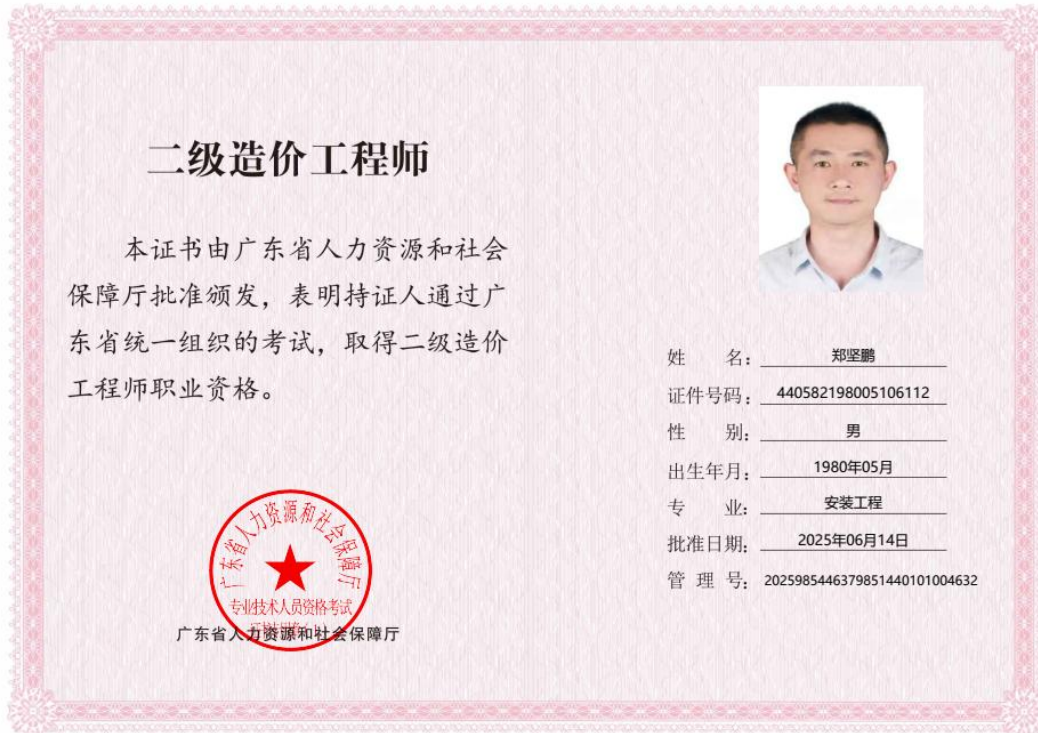 二级造价工程师
本证书由广东省人力资源和社会
保障厅批准颁发，表明持证人通过广
东省统一组织的考试，取得二级造价
工程师职业资格。
广东省人力资源和社会保障厅
专业技术人员资格考试
广东省人力资源和社会保障厅
姓 名：郑坚鹏
证件号码：440582198005106112
性 别：男
出生年月：1980年05月
专 业：安装工程
批准日期：2025年06月14日
管 理 号：2025985446379851440101004632